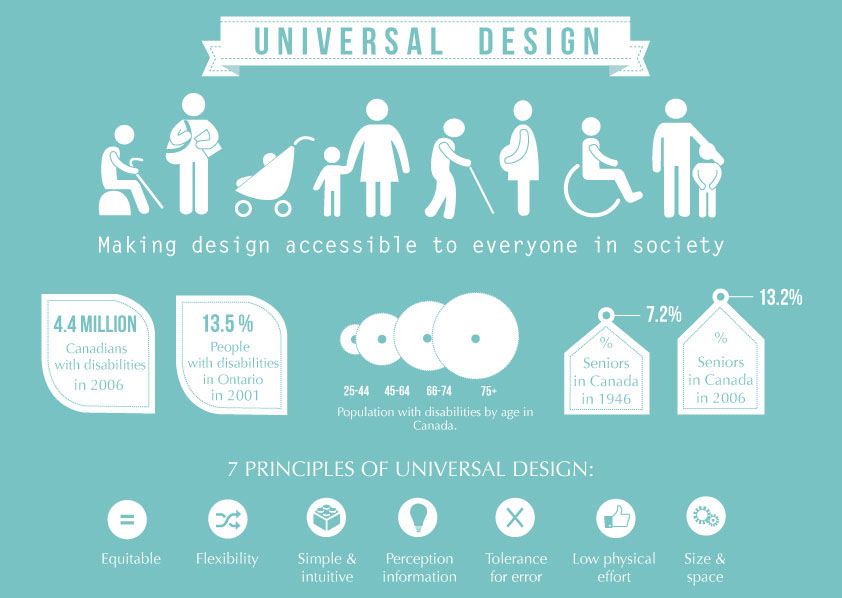 UNIVERSAL DESIGN
Making design accessible to everyone in society
4.4 MILLION
Canadians
with disabilities
in 2006
13.5 %
People
with disabilities
in Ontario
in 2001
25-44
45-64
66-74
75+
Population with disabilities by age in
Canada.
7.2%
%
Seniors
in Canada
in 1946
13.2%
%
Seniors
in Canada
in 2006
7 PRINCIPLES OF UNIVERSAL DESIGN:
Equitable
Flexibility
Simple &
intuitive
Perception
information
Tolerance
for error
Low physical
effort
Size &
space